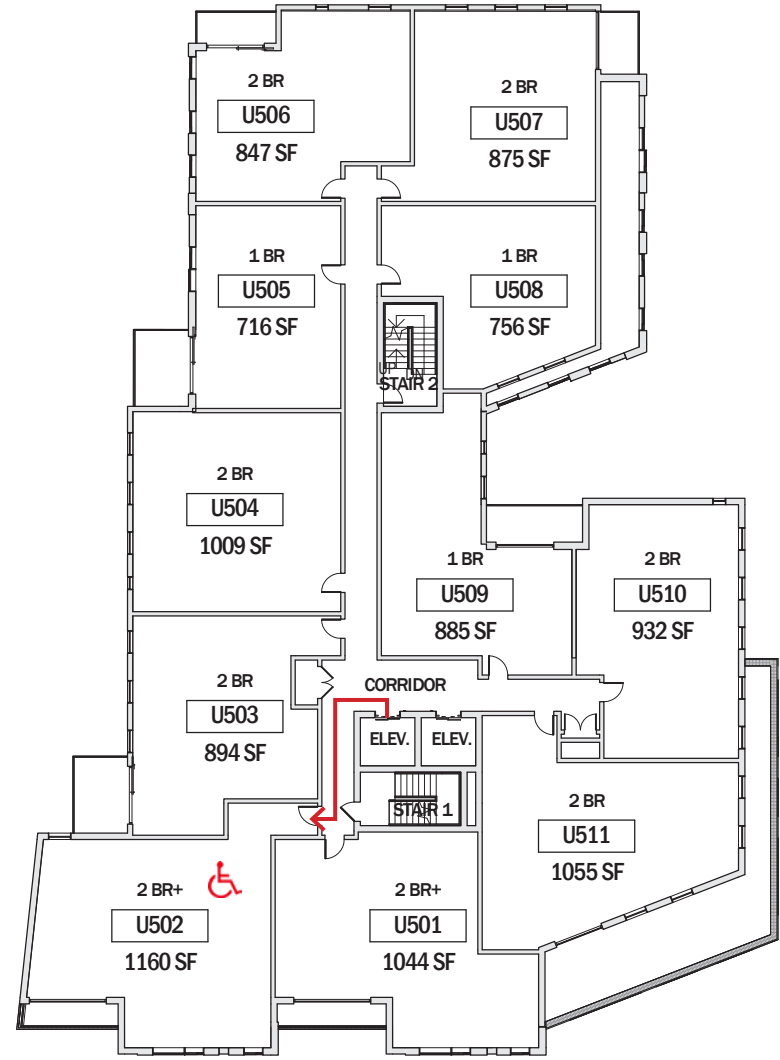 2 BR
U506
847 SF
2 BR
U507
875 SF
1 BR
U505
716 SF
1 BR
U508
756 SF
UP
DN
STAIR 2
2 BR
U504
1009 SF
1 BR
U509
885 SF
2 BR
U510
932 SF
2 BR
U503
894 SF
CORRIDOR
ELEV.
ELEV.
STAIR 1
2 BR
U511
1055 SF
2 BR+
U502
1160 SF
2 BR+
U501
1044 SF